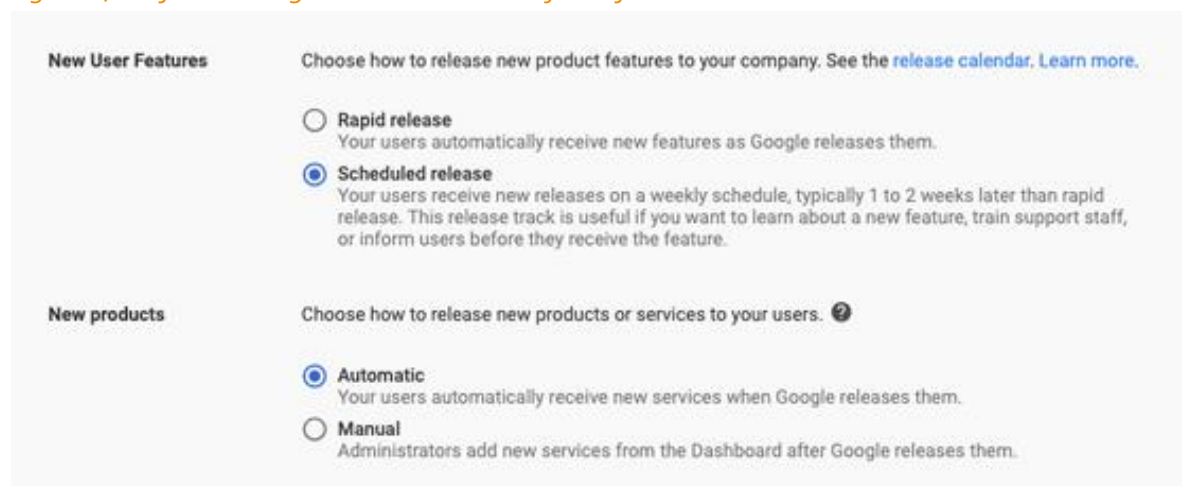 New User Features
Choose how to release new product features to your company. See the release calendar. Learn more.
Rapid release
Your users automatically receive new features as Google releases them.
Scheduled release
Your users receive new releases on a weekly schedule, typically 1 to 2 weeks later than rapid
release. This release track is useful if you want to learn about a new feature, train support staff,
or inform users before they receive the feature.
New products
Choose how to release new products or services to your users.
Automatic
Your users automatically receive new services when Google releases them.
Manual
Administrators add new services from the Dashboard after Google releases them.